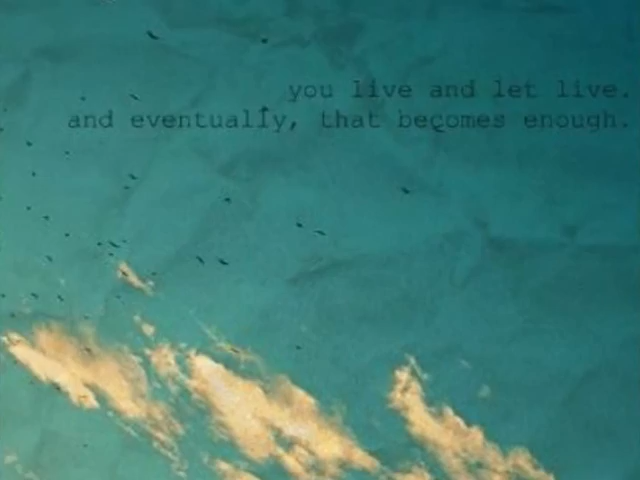 you live and let live.
and eventually, that becomes enough.